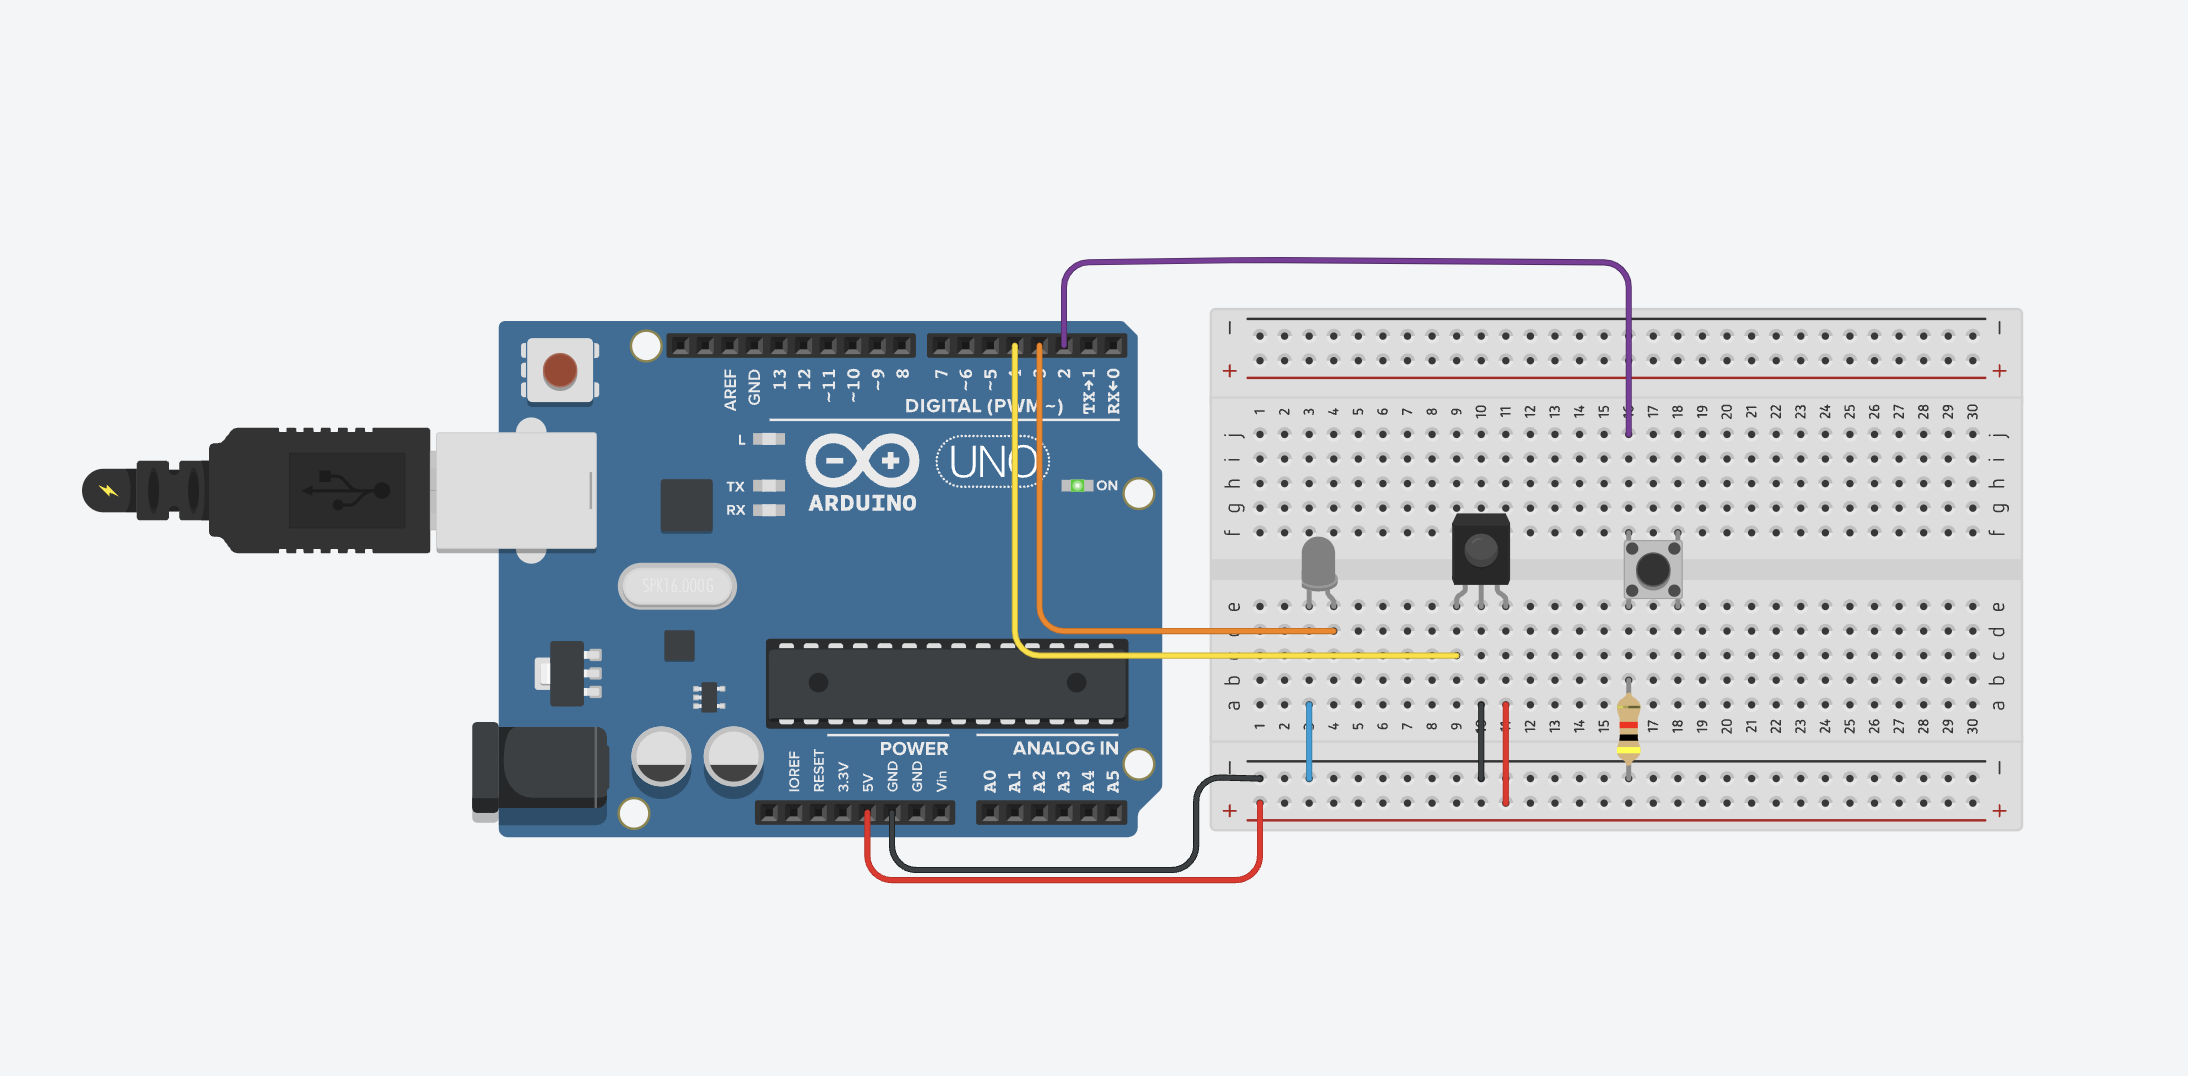 − −
+ +
1 2 3 4 5 6 7 8 9 10 11 12 13 14 15 16 17 18 19 20 21 22 23 24 25 26 27 28 29 30
AREF GND 13 12 ~11 ~10 ~9 8 7 ~6 ~5 4 3 2 TX→1 RX←0
DIGITAL (PWM ~)
j j
i i
h h
g g
f f
L
TX
RX
UNO
ON
ARDUINO
SPK16.000G
e e
d d
c c
b b
a a
1 2 3 4 5 6 7 8 9 10 11 12 13 14 15 16 17 18 19 20 21 22 23 24 25 26 27 28 29 30
POWER
ANALOG IN
IOREF RESET 3.3V 5V GND GND Vin A0 A1 A2 A3 A4 A5
− −
+ +